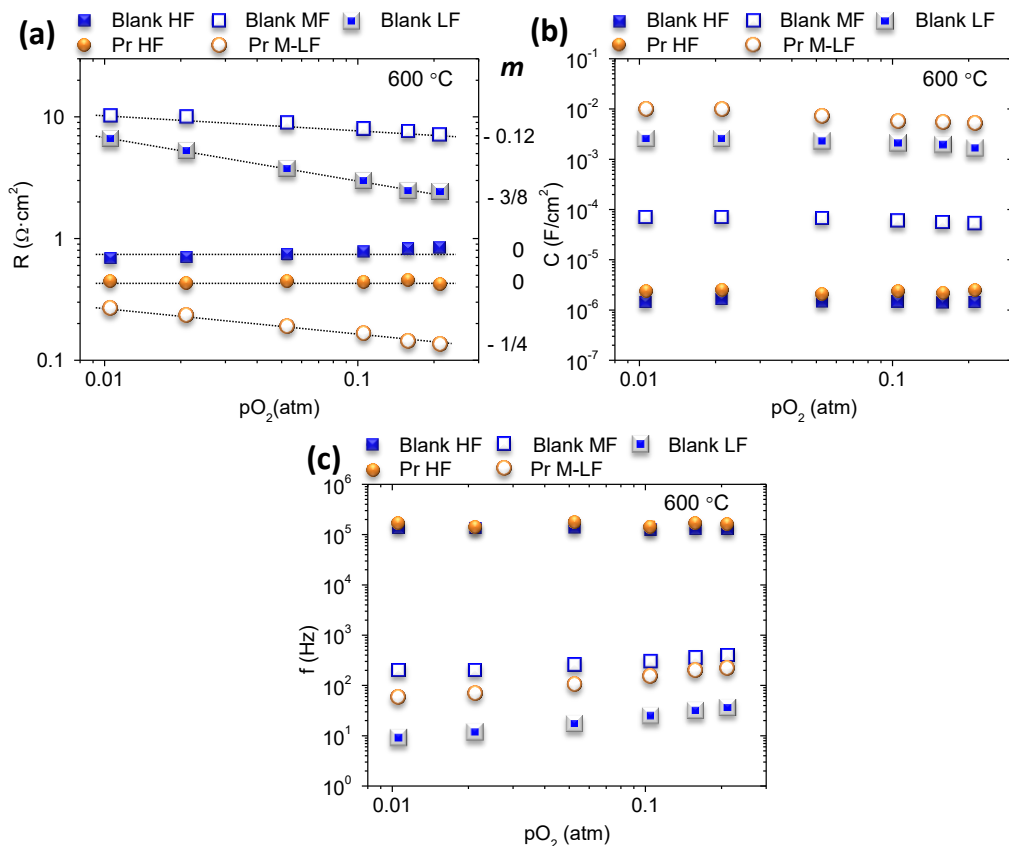 (a)
Blank HF Blank MF Blank LF
Pr HF Pr M-LF
600 °C
m
10
1
0.1
- 0.12
- 3/8
0
0
- 1/4
R (Ω·cm²)
0.01 0.1
pO₂(atm)
(b)
Blank HF Blank MF Blank LF
Pr HF Pr M-LF
600 °C
10⁻¹
10⁻²
10⁻³
10⁻⁴
10⁻⁵
10⁻⁶
10⁻⁷
C (F/cm²)
0.01 0.1
pO₂(atm)
(c)
Blank HF Blank MF Blank LF
Pr HF Pr M-LF
600 °C
10⁶
10⁵
10⁴
10³
10²
10¹
10⁰
f (Hz)
0.01 0.1
pO₂ (atm)